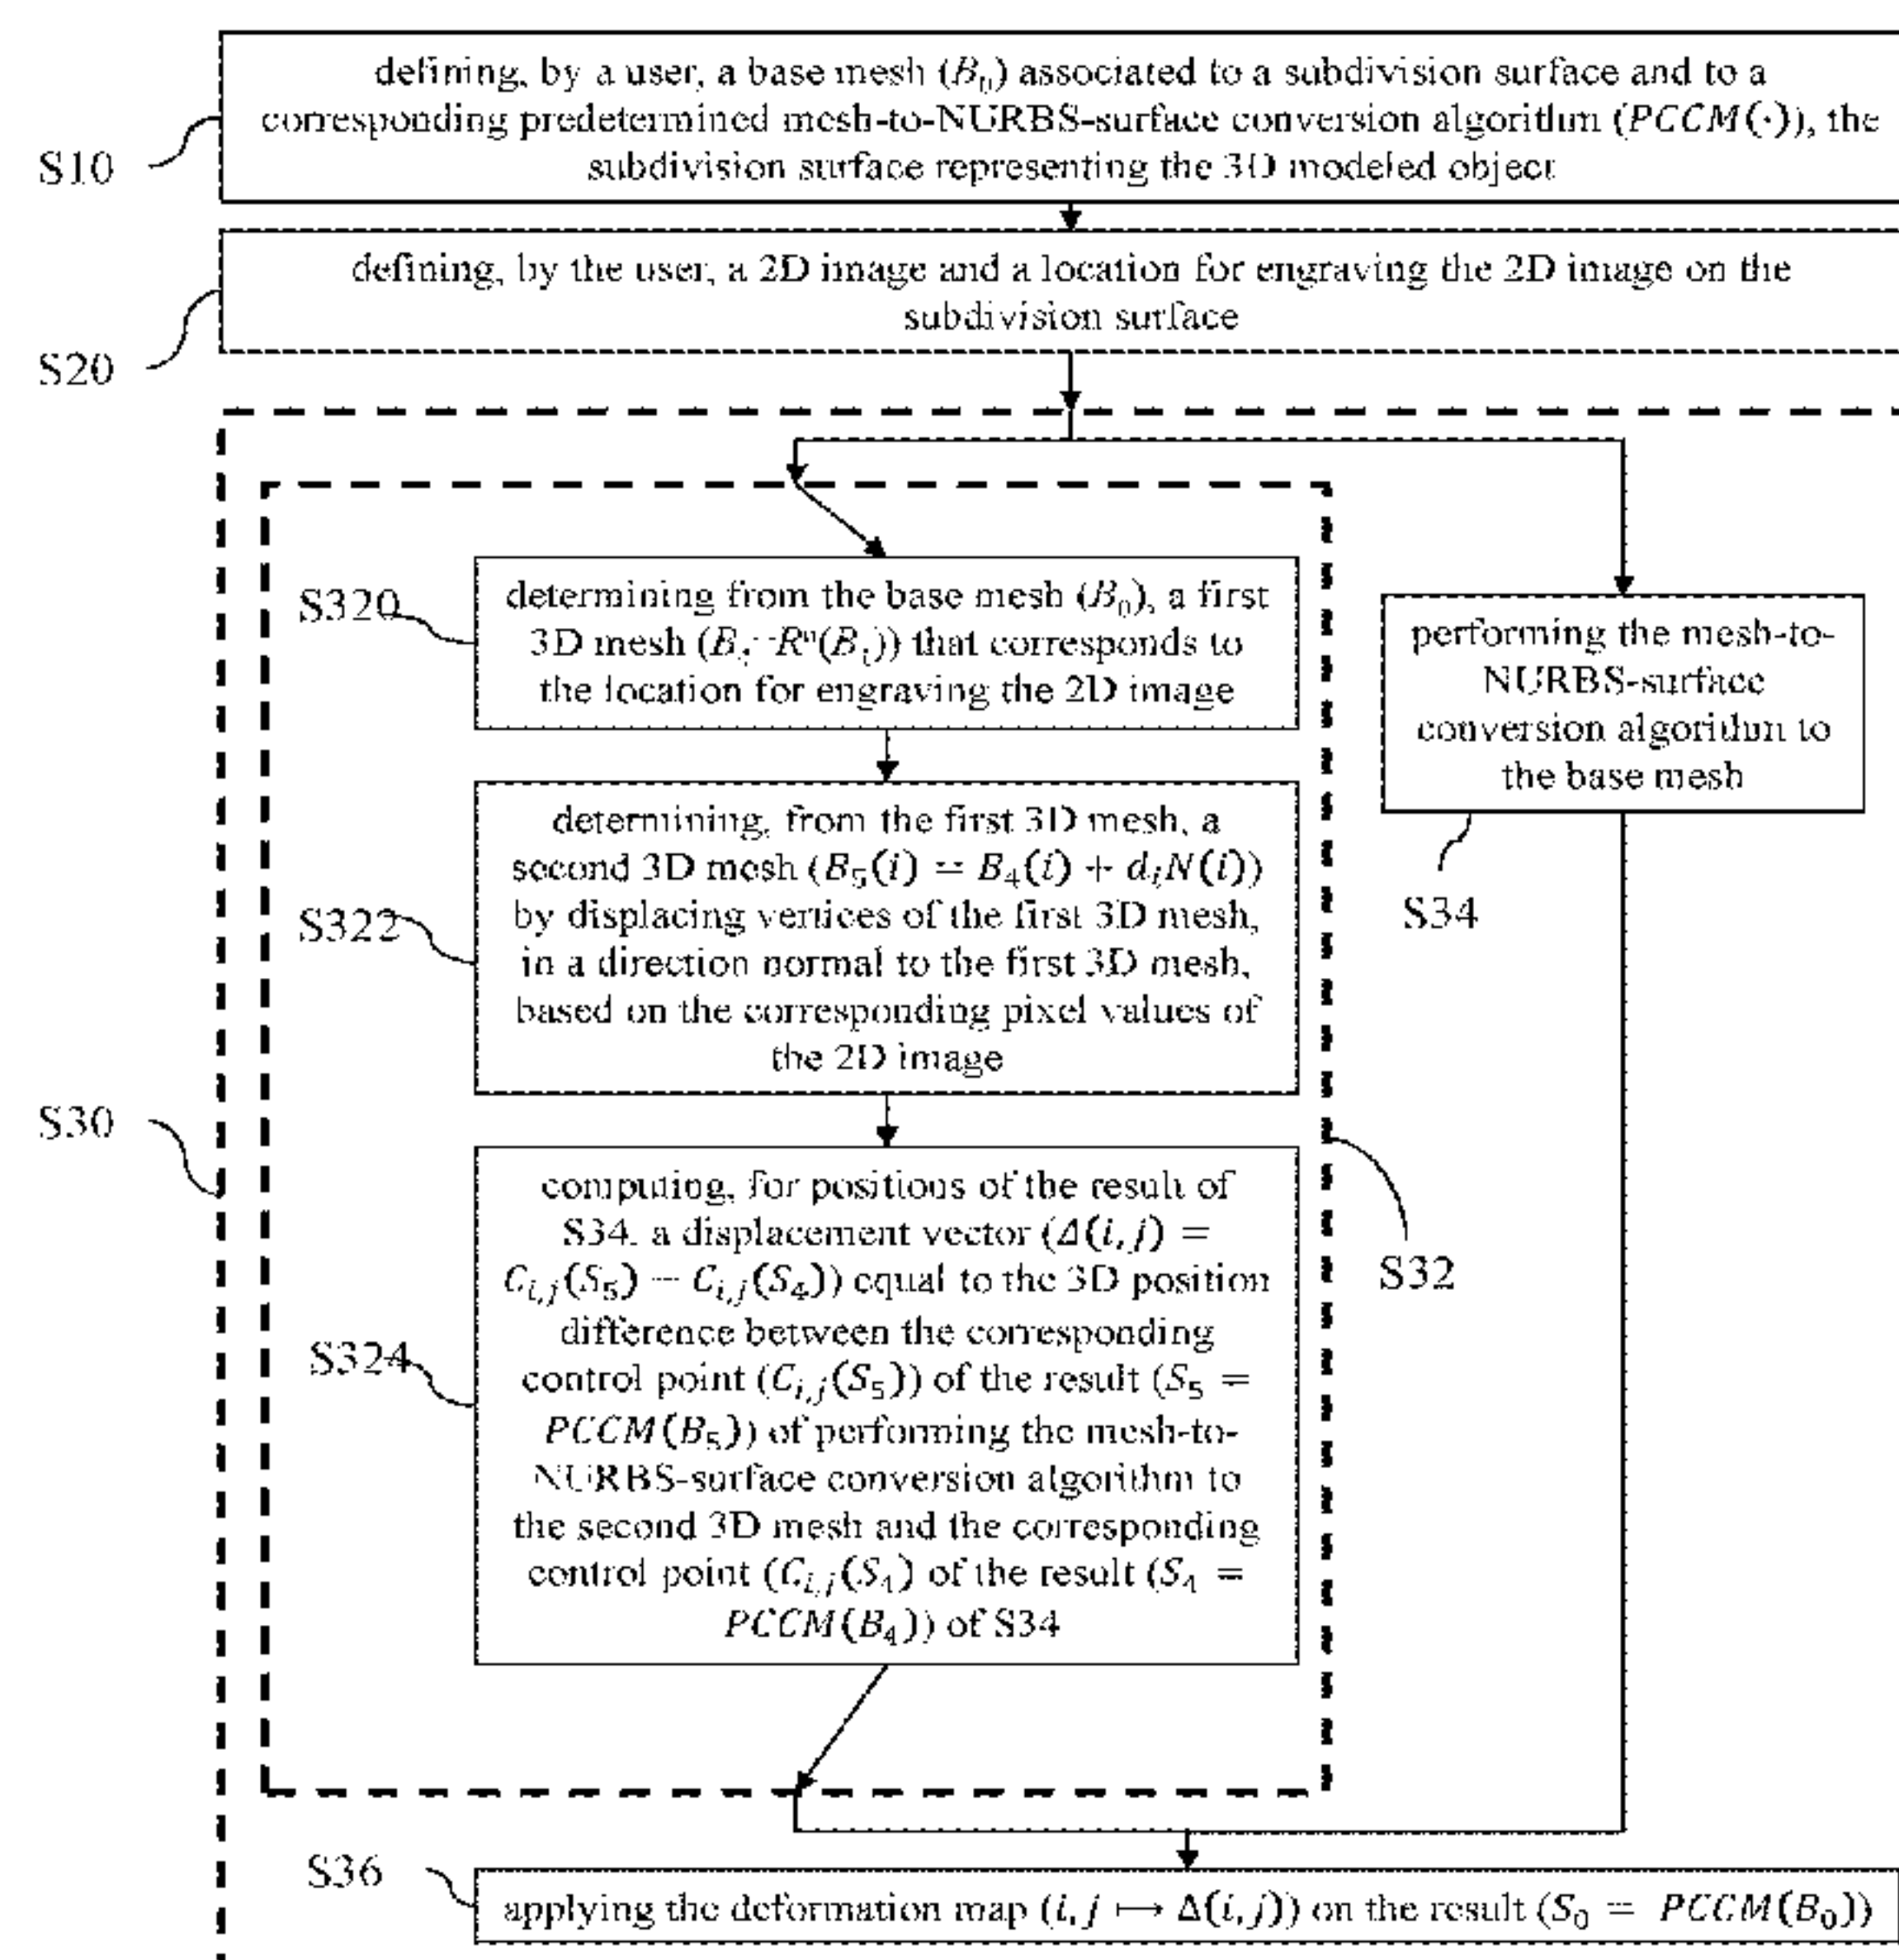 defining, by a user, a base mesh (B₀) associated to a subdivision surface and to a
corresponding predetermined mesh-to-NURBS-surface conversion algorithm (PCCM(·)), the
subdivision surface representing the 3D modeled object
S10
defining, by the user, a 2D image and a location for engraving the 2D image on the
subdivision surface
S20
S320
determining from the base mesh (B₀), a first
3D mesh that corresponds to
the location for engraving the 2D image
performing the mesh-to-
NURBS-surface
conversion algorithm to
the base mesh
S34
S322
determining, from the first 3D mesh, a
second 3D mesh (B₅(i) = B₄(i) + dᵢN(i))
by displacing vertices of the first 3D mesh,
in a direction normal to the first 3D mesh,
based on the corresponding pixel values of
the 2D image
S30
S32
S324
computing, for positions of the result of
S34, a displacement vector (Δ(i,j) =
Cᵢ,ⱼ(S₅) − Cᵢ,ⱼ(S₄)) equal to the 3D position
difference between the corresponding
control point (Cᵢ,ⱼ(S₅)) of the result (S₅ =
PCCM(B₅)) of performing the mesh-to-
NURBS-surface conversion algorithm to
the second 3D mesh and the corresponding
control point (Cᵢ,ⱼ(S₄) of the result (S₄ =
PCCM(B₄)) of S34
S36
applying the deformation map (i,j ↦ Δ(i,j)) on the result (S₀ = PCCM(B₀))